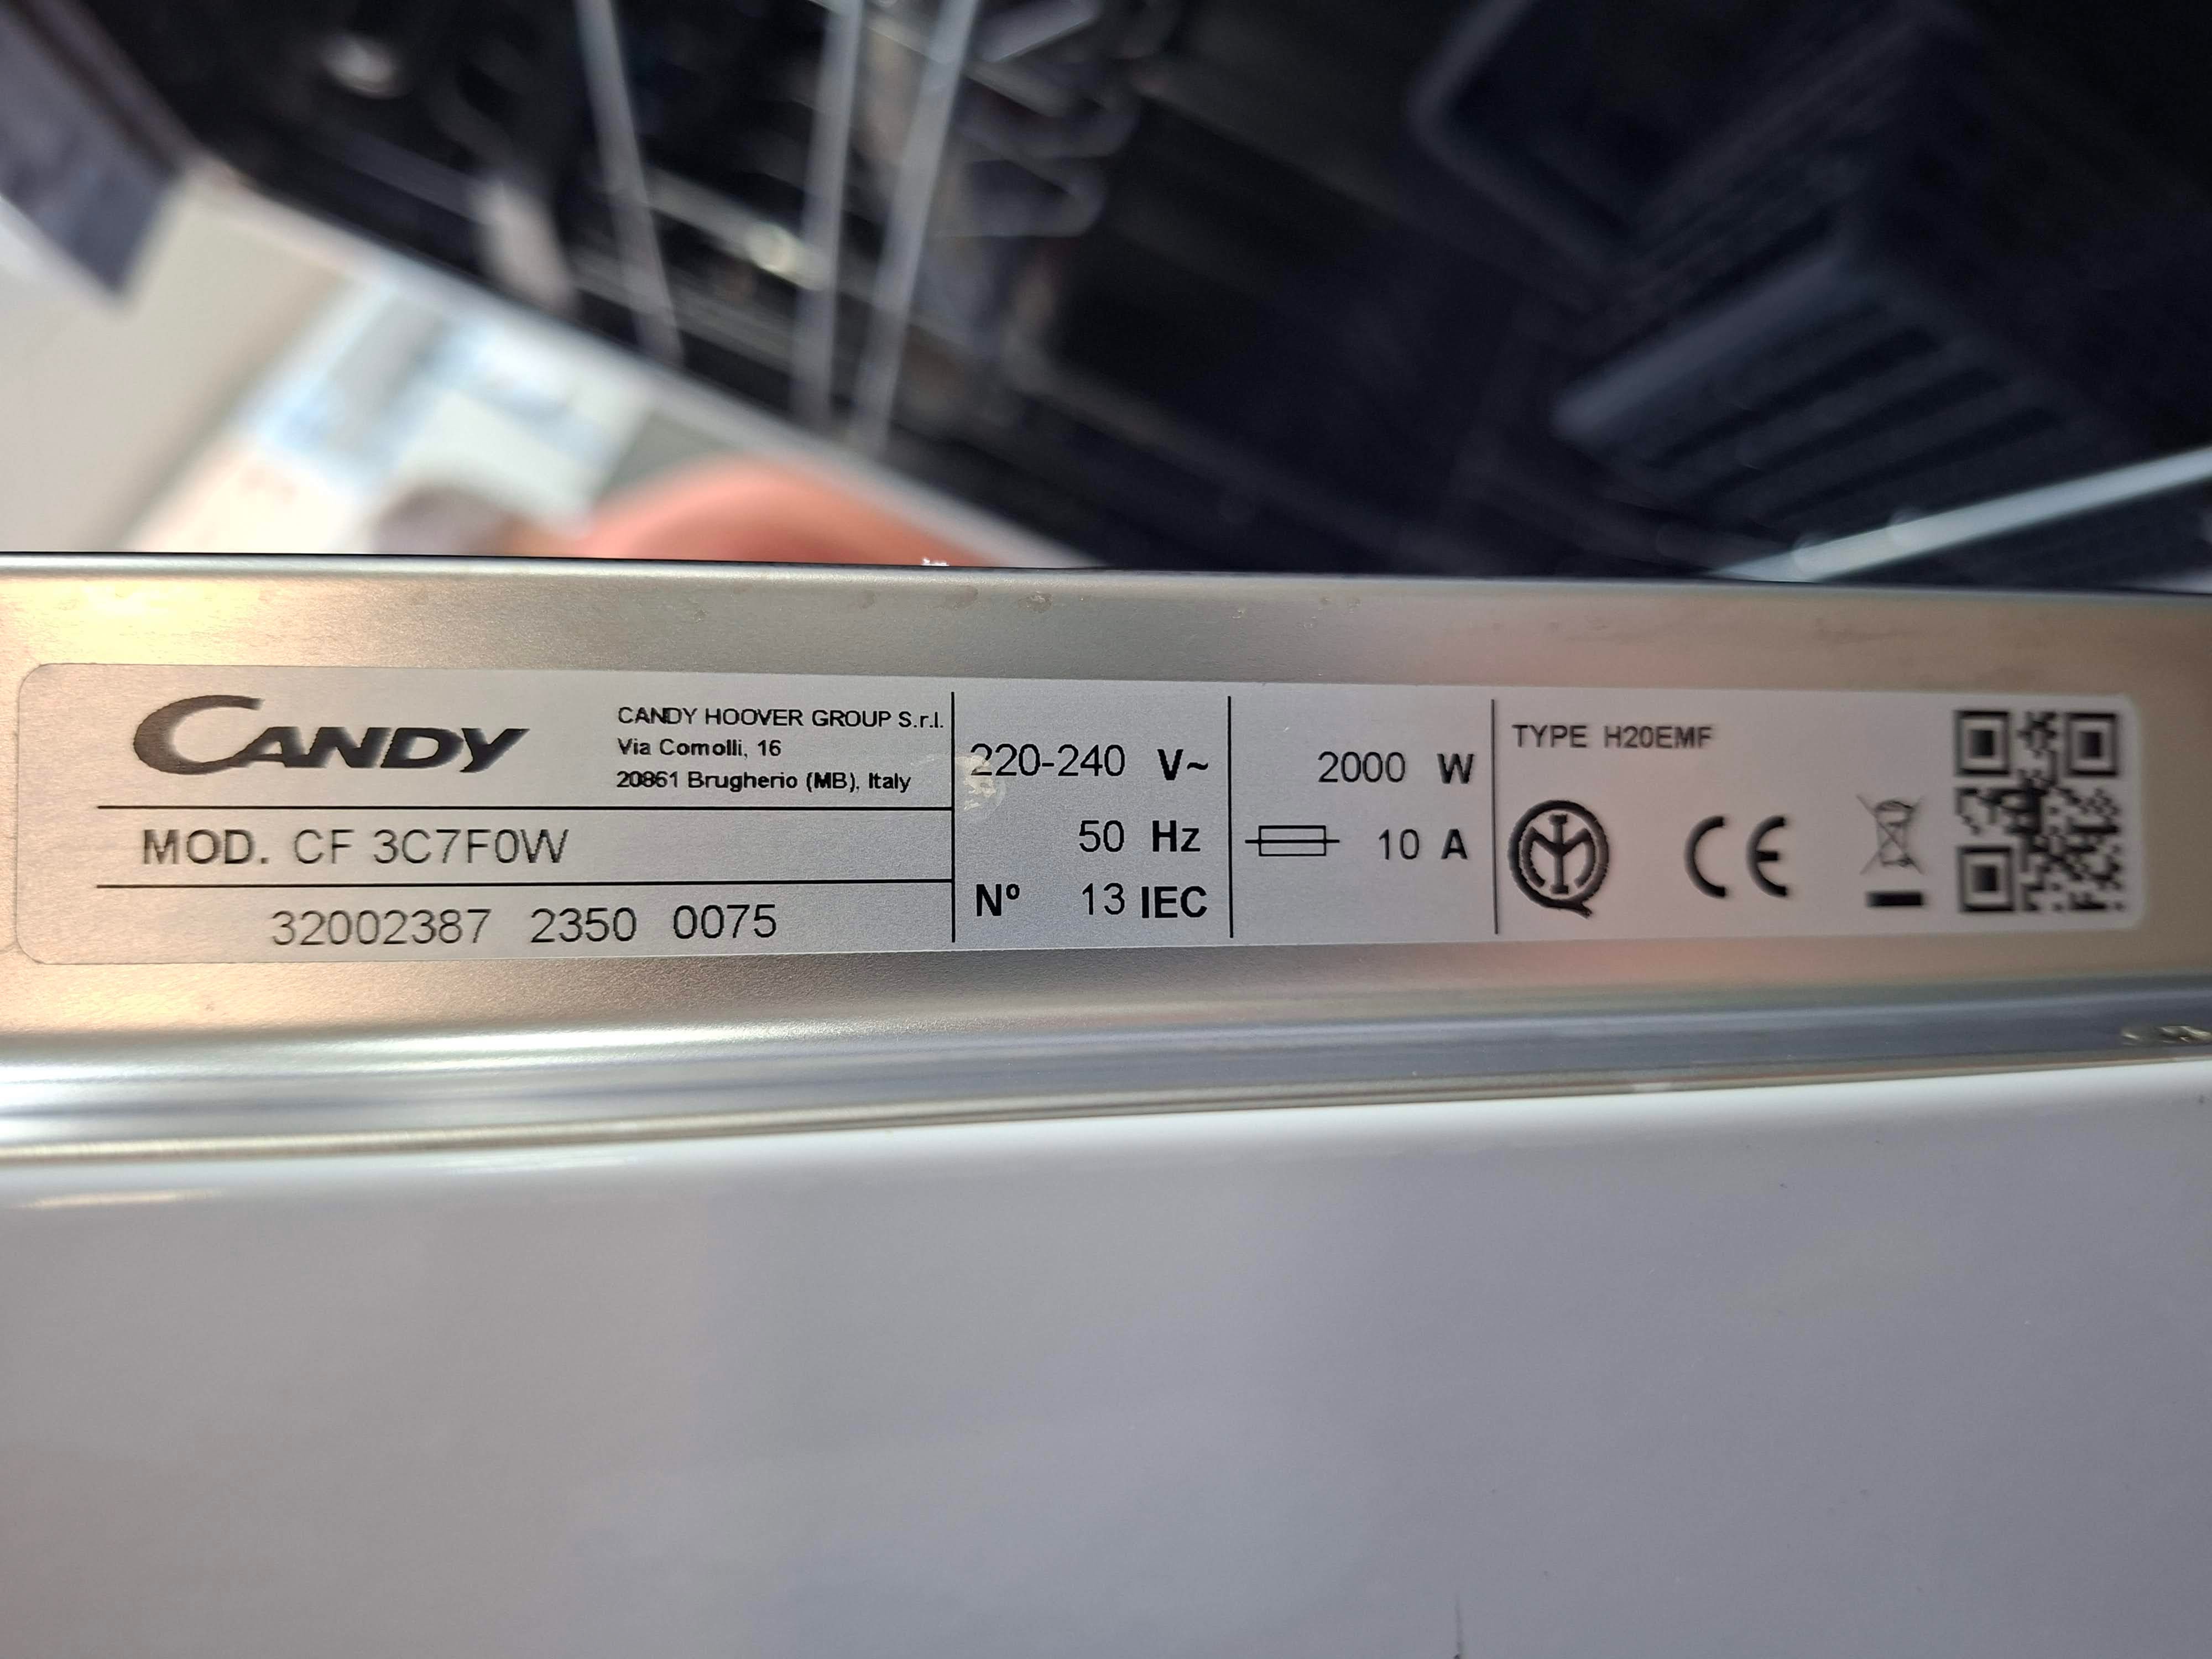 CANDY
CANDY HOOVER GROUP S.r.l.
Via Comolli, 16
20861 Brugherio (MB), Italy
MOD. CF 3C7F0W
32002387 2350 0075
220-240 V~
50 Hz
Nº 13 IEC
2000 W
10 A
TYPE H20EMF
CE